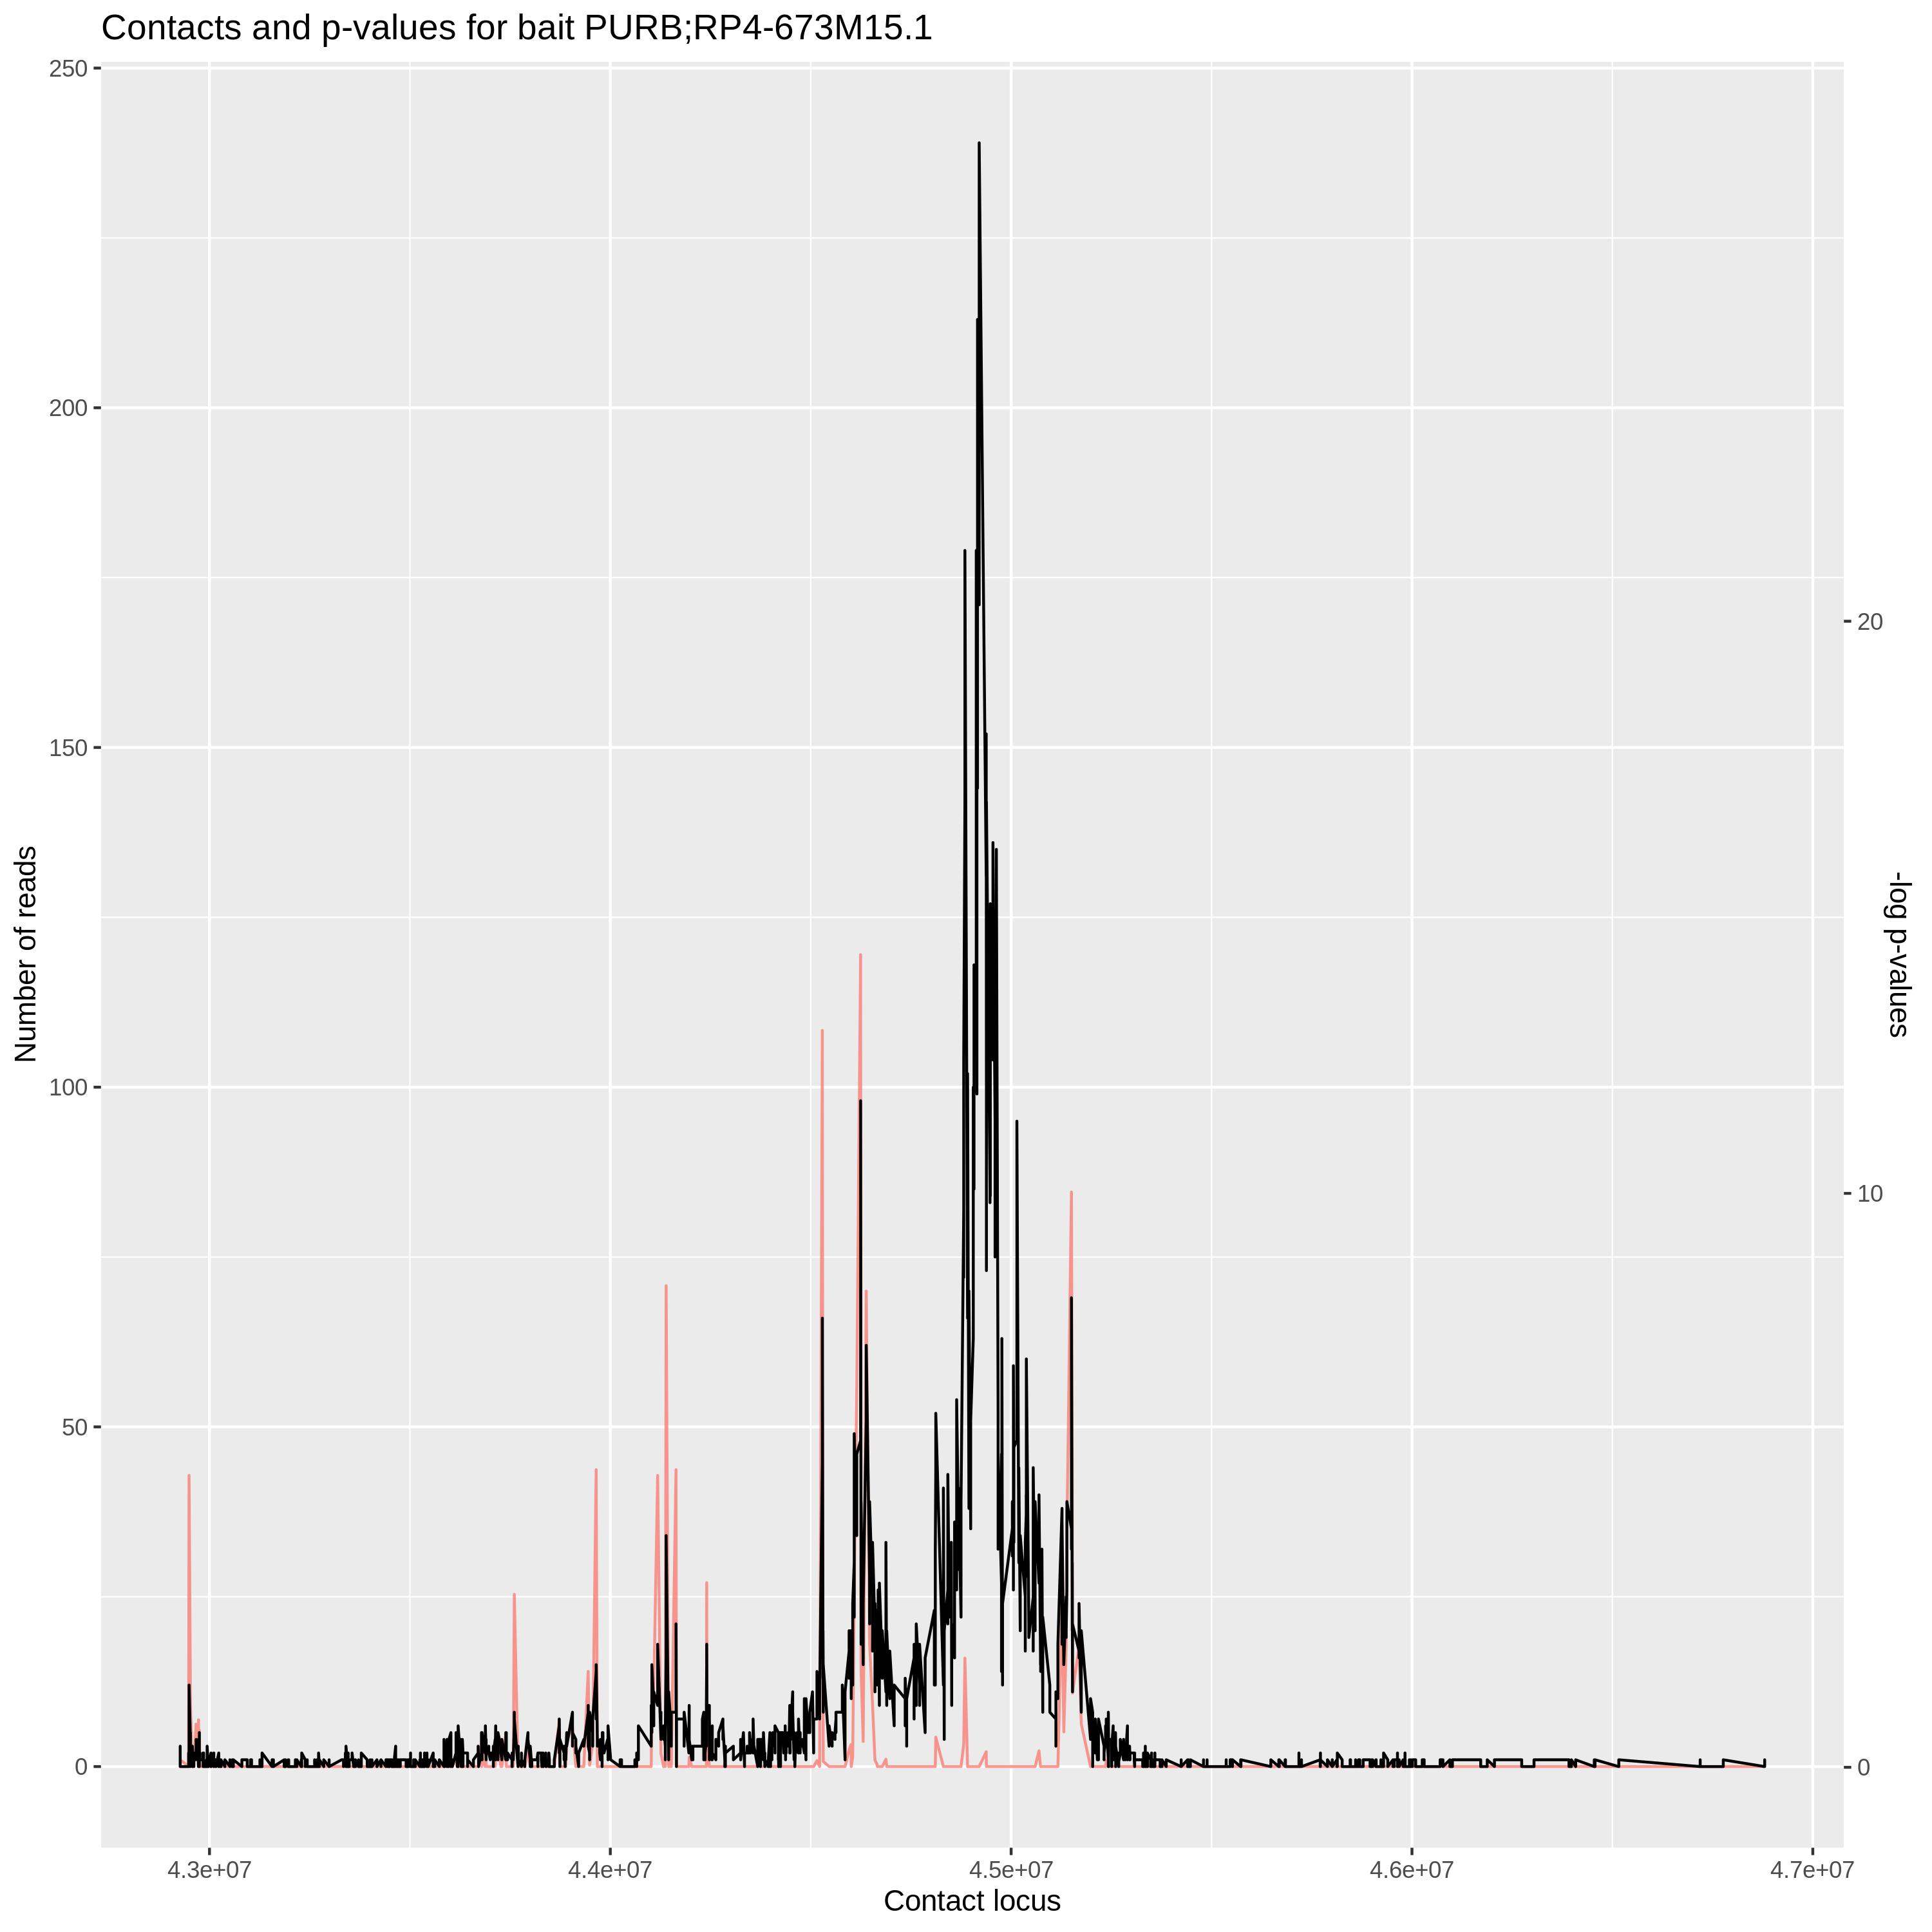 Contacts and p-values for bait PURB;RP4-673M15.1
250
200
150
100
50
0
Number of reads
20
10
0
-log p-values
4.3e+07
4.4e+07
4.5e+07
4.6e+07
4.7e+07
Contact locus